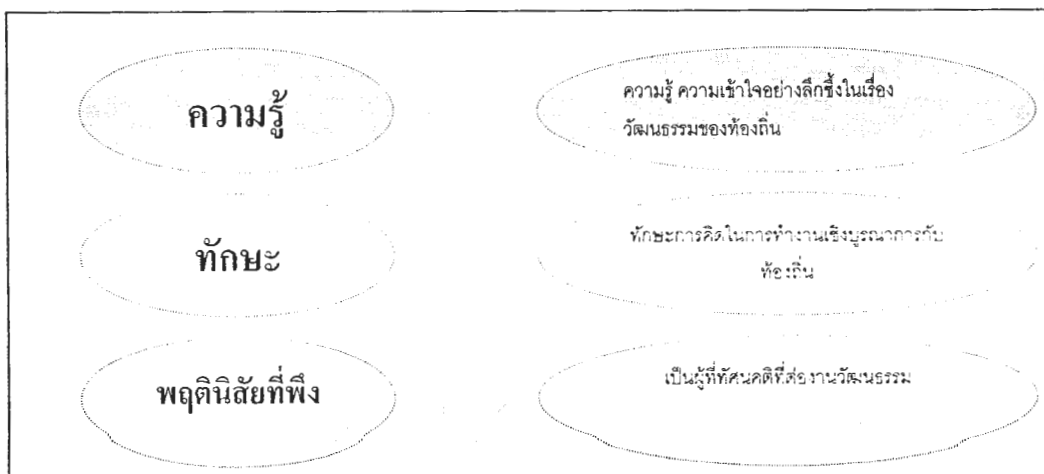 ความรู้
ความรู้ ความเข้าใจอย่างลึกซึ้งในเรื่อง
วัฒนธรรมของท้องถิ่น
ทักษะ
ทักษะการคิดในการทำงานเชิงบูรณาการกับ
ท้องถิ่น
พฤตินิสัยที่พึง
เป็นผู้ที่ทัศนคติที่ต่องานวัฒนธรรม